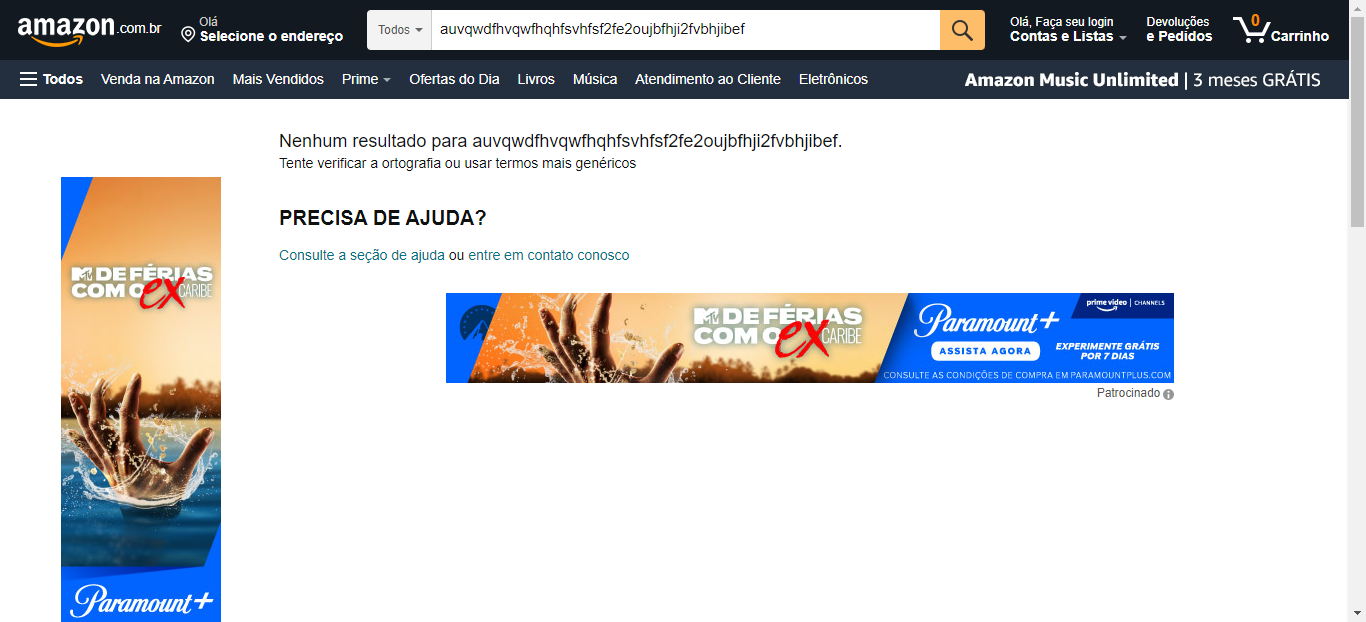 amazon.com.br
Olá
Selecione o endereço
Todos
auvqwdfhvqwfhqhfsvhfsf2fe2oujbfhji2fvbhjibef
Olá, Faça seu login
Contas e Listas
Devoluções
e Pedidos
0
Carrinho
Todos
Venda na Amazon
Mais Vendidos
Prime
Ofertas do Dia
Livros
Música
Atendimento ao Cliente
Eletrônicos
Amazon Music Unlimited | 3 meses GRÁTIS
Nenhum resultado para auvqwdfhvqwfhqhfsvhfsf2fe2oujbfhji2fvbhjibef.
Tente verificar a ortografia ou usar termos mais genéricos
PRECISA DE AJUDA?
Consulte a seção de ajuda ou entre em contato conosco
MTV DE FÉRIAS
COM O EX CARIBE
Paramount+
MTV DE FÉRIAS
COM O EX CARIBE
Paramount+
ASSISTA AGORA
prime video | CHANNELS
EXPERIMENTE GRÁTIS
POR 7 DIAS
CONSULTE AS CONDIÇÕES DE COMPRA EM PARAMOUNTPLUS.COM
Patrocinado